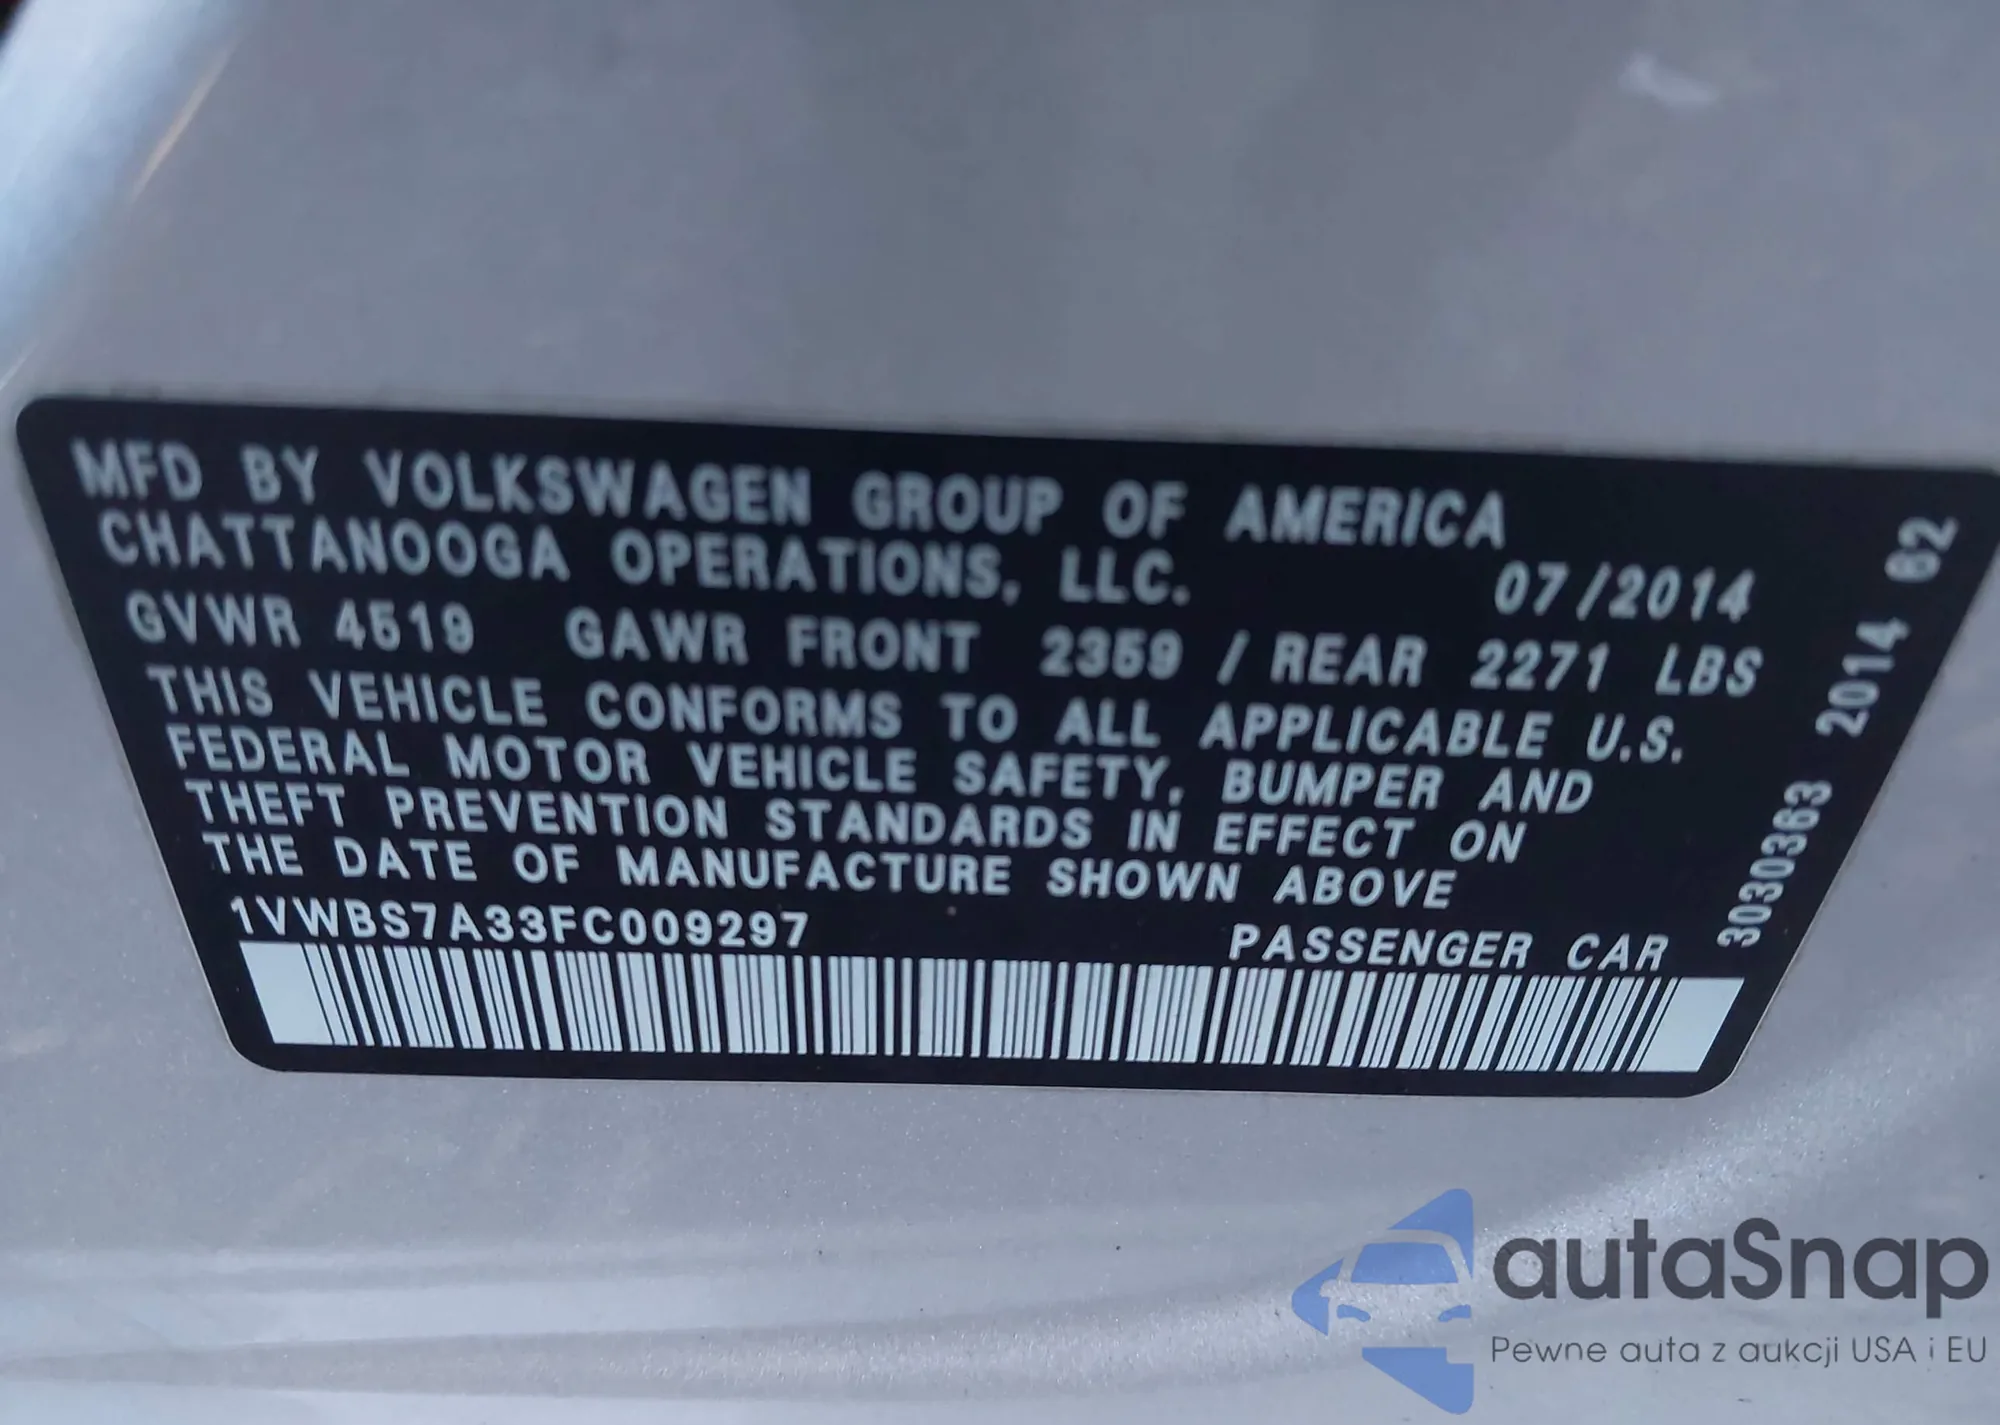 MFD BY VOLKSWAGEN GROUP OF AMERICA
CHATTANOOGA OPERATIONS, LLC. 07/2014
GVWR 4519 GAWR FRONT 2359 / REAR 2271 LBS
THIS VEHICLE CONFORMS TO ALL APPLICABLE U.S.
FEDERAL MOTOR VEHICLE SAFETY, BUMPER AND
THEFT PREVENTION STANDARDS IN EFFECT ON
THE DATE OF MANUFACTURE SHOWN ABOVE
1VWBS7A33FC009297 PASSENGER CAR
3030363 2014 82
autaSnap
Pewne auta z aukcji USA i EU